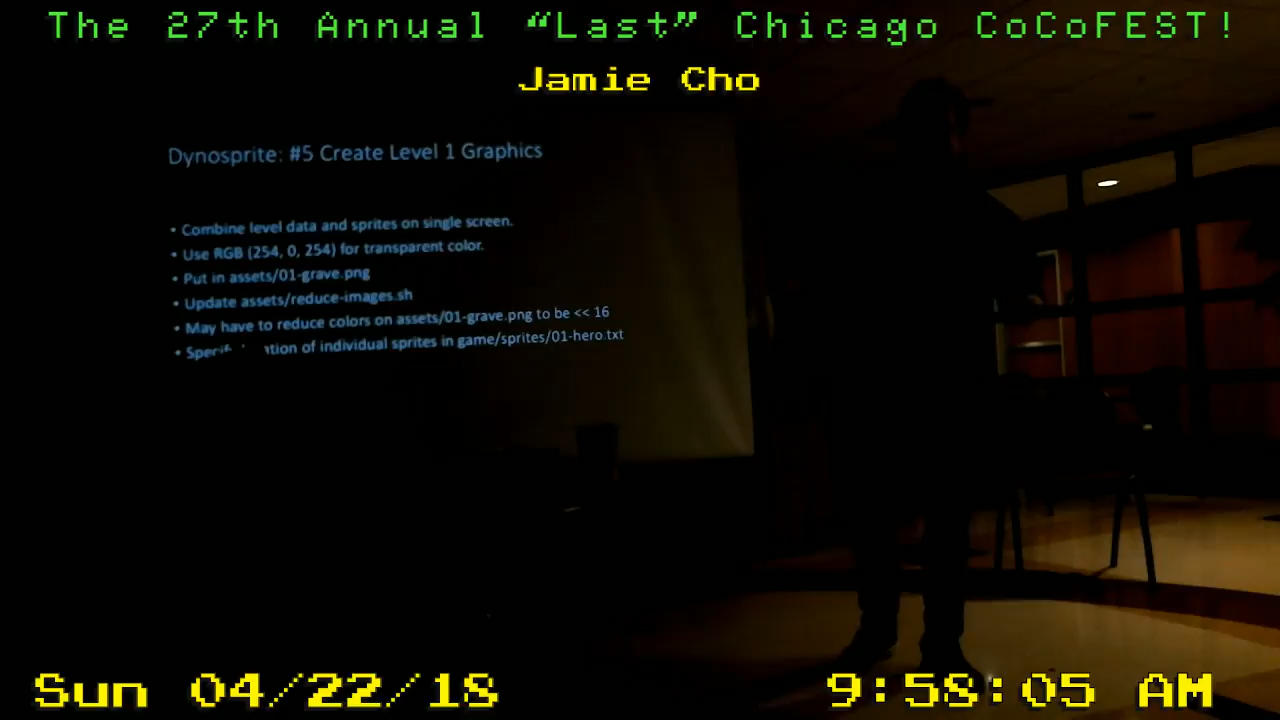 The 27th Annual “Last” Chicago CoCoFEST!
Jamie Cho
Dynosprite: #5 Create Level 1 Graphics
• Combine level data and sprites on single screen.
• Use RGB (254, 0, 254) for transparent color.
• Put in assets/01-grave.png
• Update assets/reduce-images.sh
• May have to reduce colors on assets/01-grave.png to be << 16
• of individual sprites in game/sprites/01-hero.txt
Sun 04/22/18
9:58:05 AM